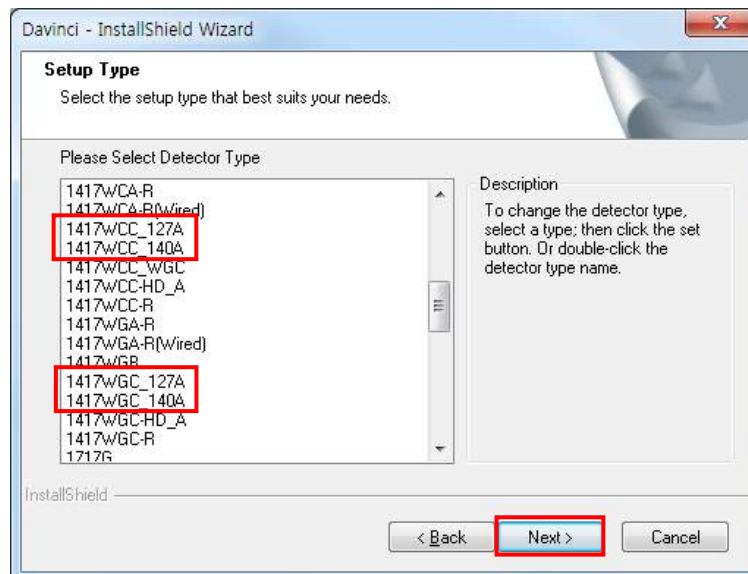 Davinci - InstallShield Wizard
Setup Type
Select the setup type that best suits your needs.
Please Select Detector Type
1417WCA-R
1417WCA-R(Wired)
1417WCC_127A
1417WCC_140A
1417WCC_WGC
1417WCC-HD_A
1417WCC-R
1417WGA-R
1417WGA-R(Wired)
1417WGB
1417WGC_127A
1417WGC_140A
1417WGC-HD_A
1417WGC-R
1717G
Description
To change the detector type,
select a type; then click the set
button. Or double-click the
detector type name.
InstallShield
< Back
Next >
Cancel